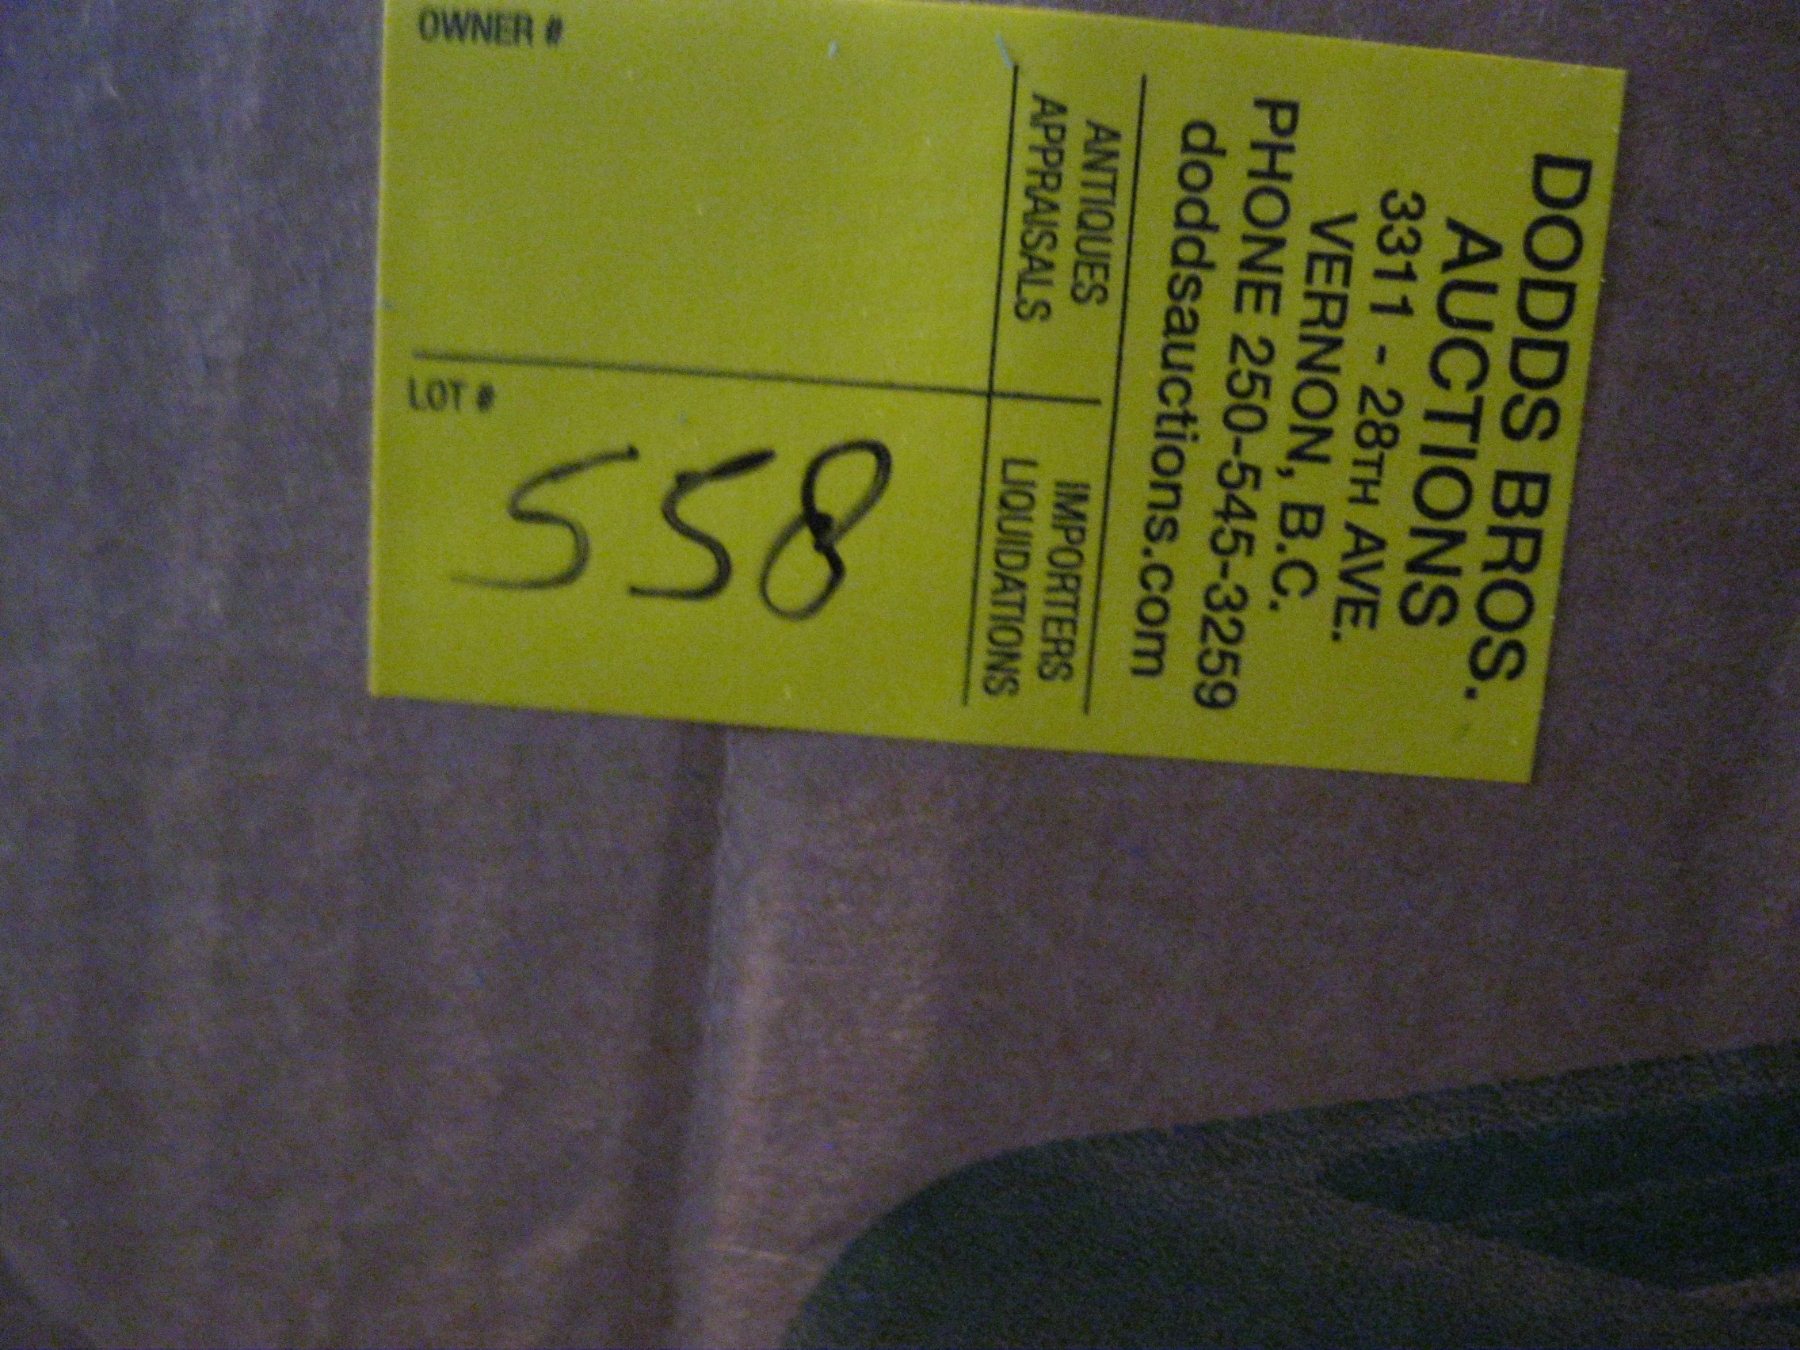 DODDS BROS.
AUCTIONS
3311 - 28TH AVE.
VERNON, B.C.
PHONE 250-545-3259
doddsauctions.com
ANTIQUES
APPRAISALS
IMPORTERS
LIQUIDATIONS
OWNER #
LOT #
558